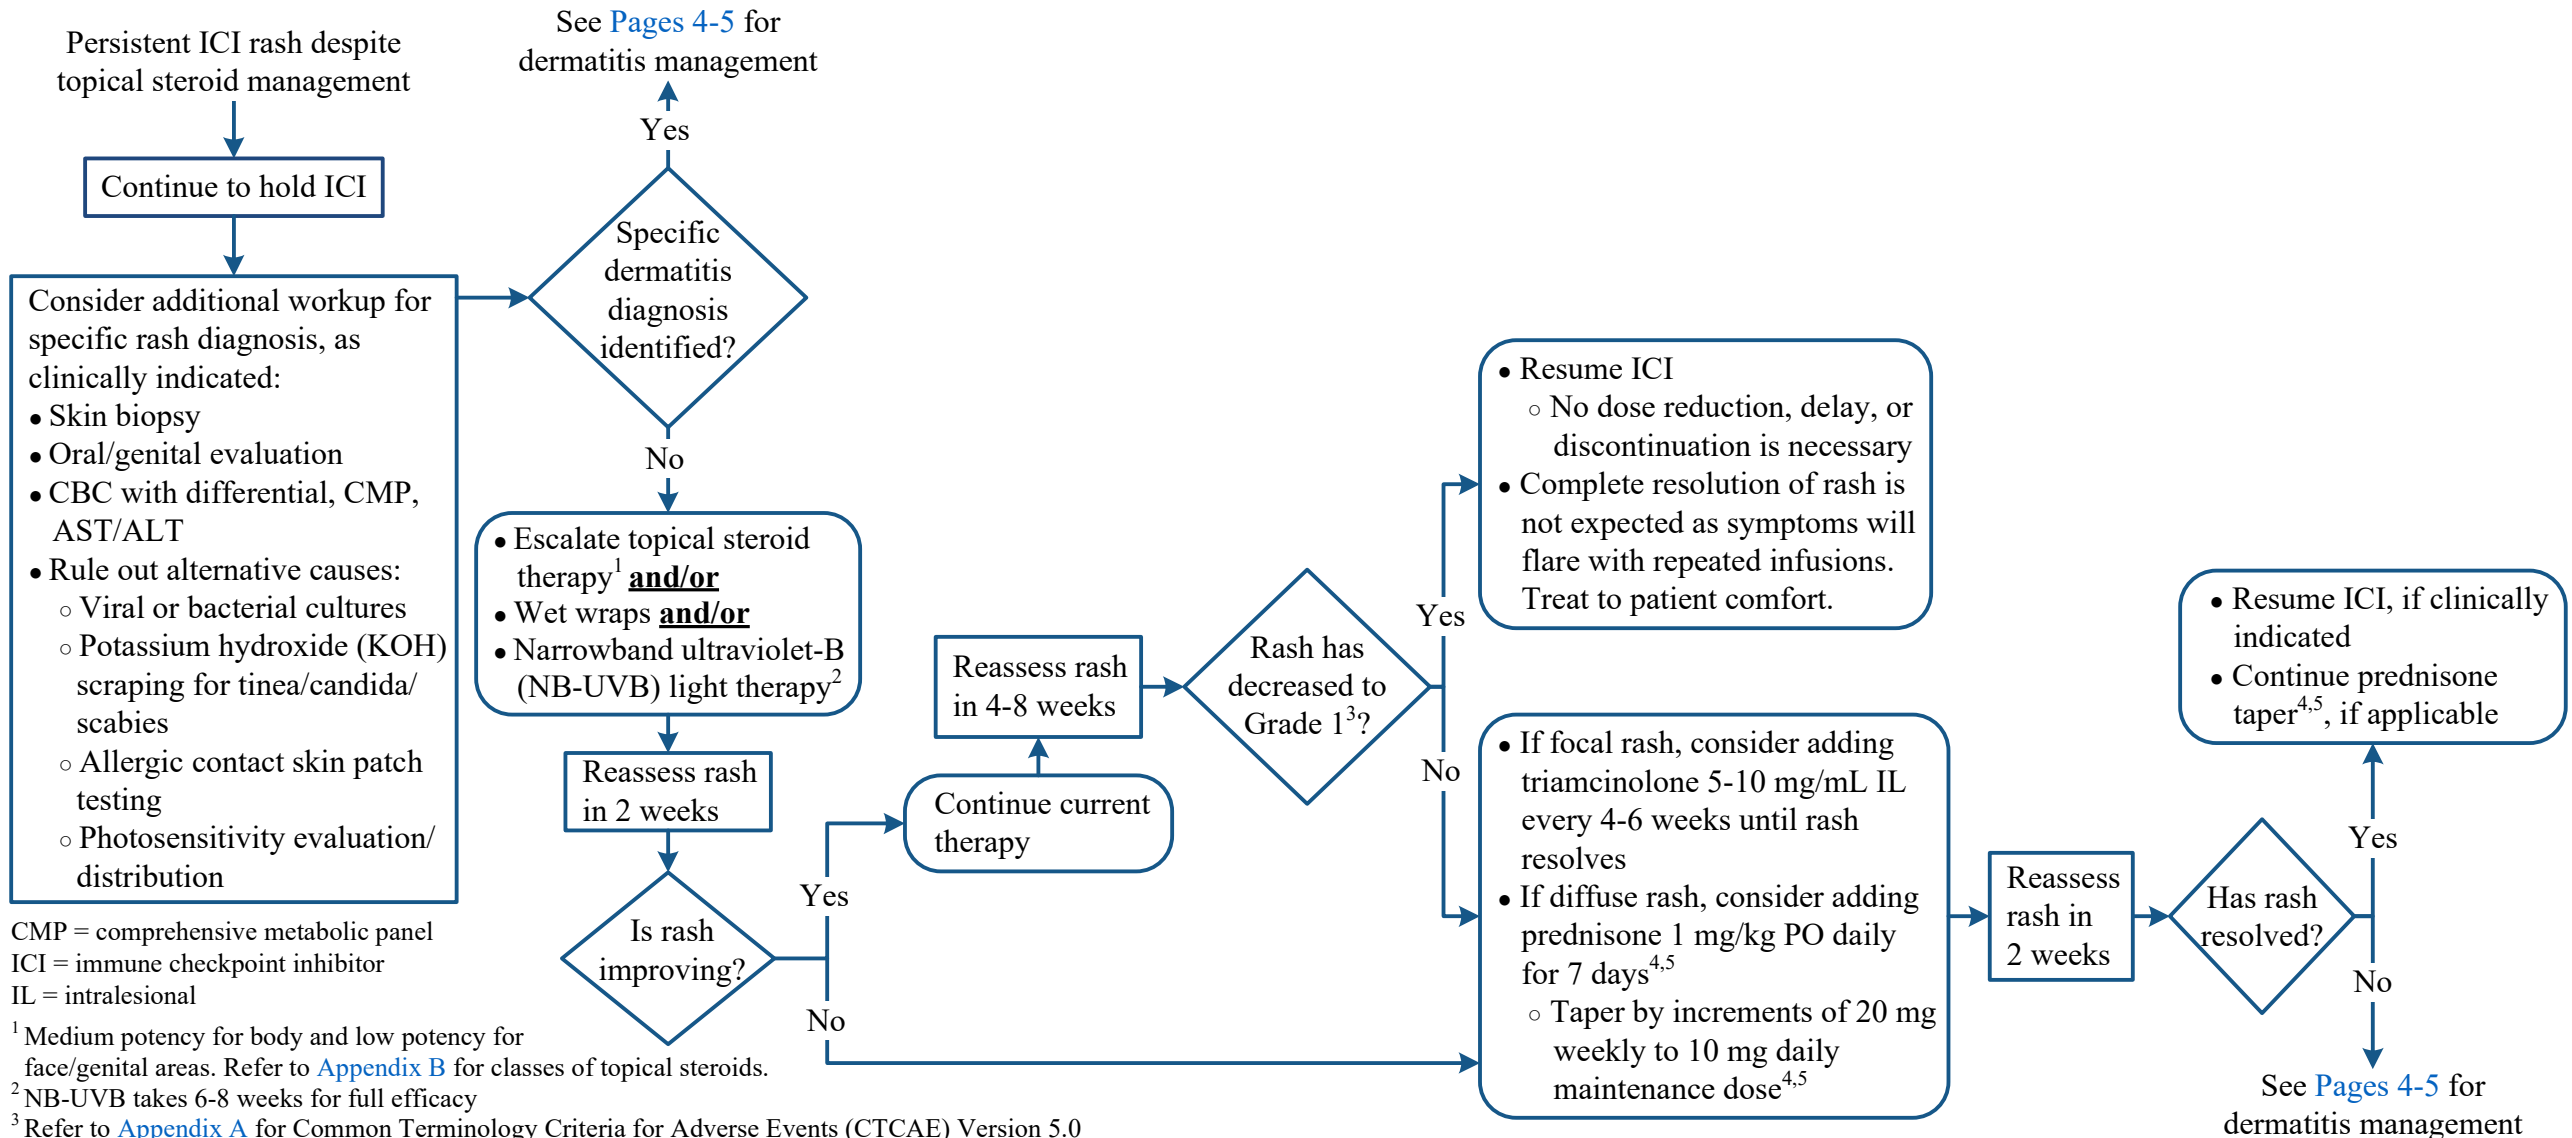 Persistent ICI rash despite
topical steroid management
Continue to hold ICI
Consider additional workup for
specific rash diagnosis, as
clinically indicated:
● Skin biopsy
● Oral/genital evaluation
● CBC with differential, CMP,
AST/ALT
● Rule out alternative causes:
○ Viral or bacterial cultures
○ Potassium hydroxide (KOH)
scraping for tinea/candida/
scabies
○ Allergic contact skin patch
testing
○ Photosensitivity evaluation/
distribution
See Pages 4-5 for
dermatitis management
Yes
Specific
dermatitis
diagnosis
identified?
No
● Escalate topical steroid
therapy1 and/or
● Wet wraps and/or
● Narrowband ultraviolet-B
(NB-UVB) light therapy2
Reassess rash
in 2 weeks
Is rash
improving?
Yes
No
Continue current
therapy
Reassess rash
in 4-8 weeks
Rash has
decreased to
Grade 13?
Yes
No
● Resume ICI
○ No dose reduction, delay, or
discontinuation is necessary
● Complete resolution of rash is
not expected as symptoms will
flare with repeated infusions.
Treat to patient comfort.
● If focal rash, consider adding
triamcinolone 5-10 mg/mL IL
every 4-6 weeks until rash
resolves
● If diffuse rash, consider adding
prednisone 1 mg/kg PO daily
for 7 days4,5
○ Taper by increments of 20 mg
weekly to 10 mg daily
maintenance dose4,5
Reassess
rash in
2 weeks
Has rash
resolved?
Yes
No
● Resume ICI, if clinically
indicated
● Continue prednisone
taper4,5, if applicable
See Pages 4-5 for
dermatitis management
CMP = comprehensive metabolic panel
ICI = immune checkpoint inhibitor
IL = intralesional
1 Medium potency for body and low potency for
face/genital areas. Refer to Appendix B for classes of topical steroids.
2 NB-UVB takes 6-8 weeks for full efficacy
3 Refer to Appendix A for Common Terminology Criteria for Adverse Events (CTCAE) Version 5.0